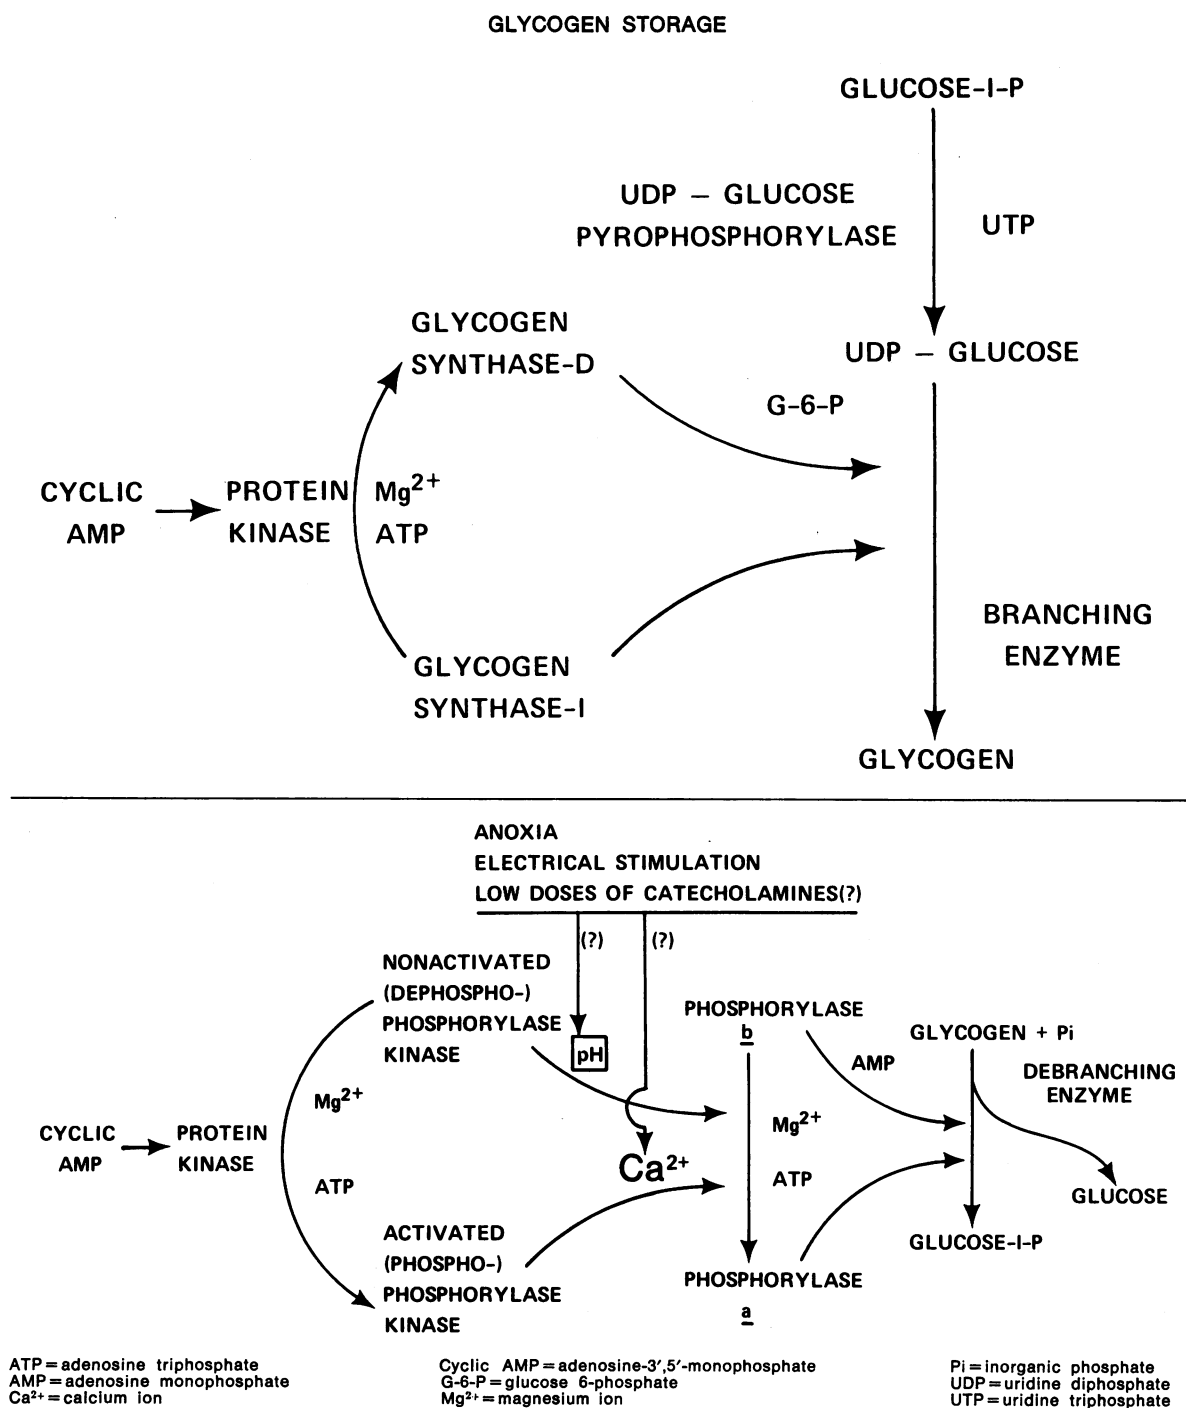 GLYCOGEN STORAGE
GLUCOSE-I-P
UDP – GLUCOSE
PYROPHOSPHORYLASE
UTP
GLYCOGEN
SYNTHASE-D
UDP – GLUCOSE
G-6-P
CYCLIC
AMP
PROTEIN
KINASE
Mg2+
ATP
BRANCHING
ENZYME
GLYCOGEN
SYNTHASE-I
GLYCOGEN
ANOXIA
ELECTRICAL STIMULATION
LOW DOSES OF CATECHOLAMINES(?)
(?)
(?)
NONACTIVATED
(DEPHOSPHO-)
PHOSPHORYLASE
KINASE
pH
PHOSPHORYLASE
b
GLYCOGEN + Pi
AMP
DEBRANCHING
ENZYME
Mg2+
Mg2+
CYCLIC
AMP
PROTEIN
KINASE
Ca2+
ATP
ATP
GLUCOSE
ACTIVATED
(PHOSPHO-)
PHOSPHORYLASE
KINASE
GLUCOSE-I-P
PHOSPHORYLASE
a
ATP=adenosine triphosphate
AMP=adenosine monophosphate
Ca2+=calcium ion
Cyclic AMP=adenosine-3′,5′-monophosphate
G-6-P=glucose 6-phosphate
Mg2+=magnesium ion
Pi=inorganic phosphate
UDP=uridine diphosphate
UTP=uridine triphosphate